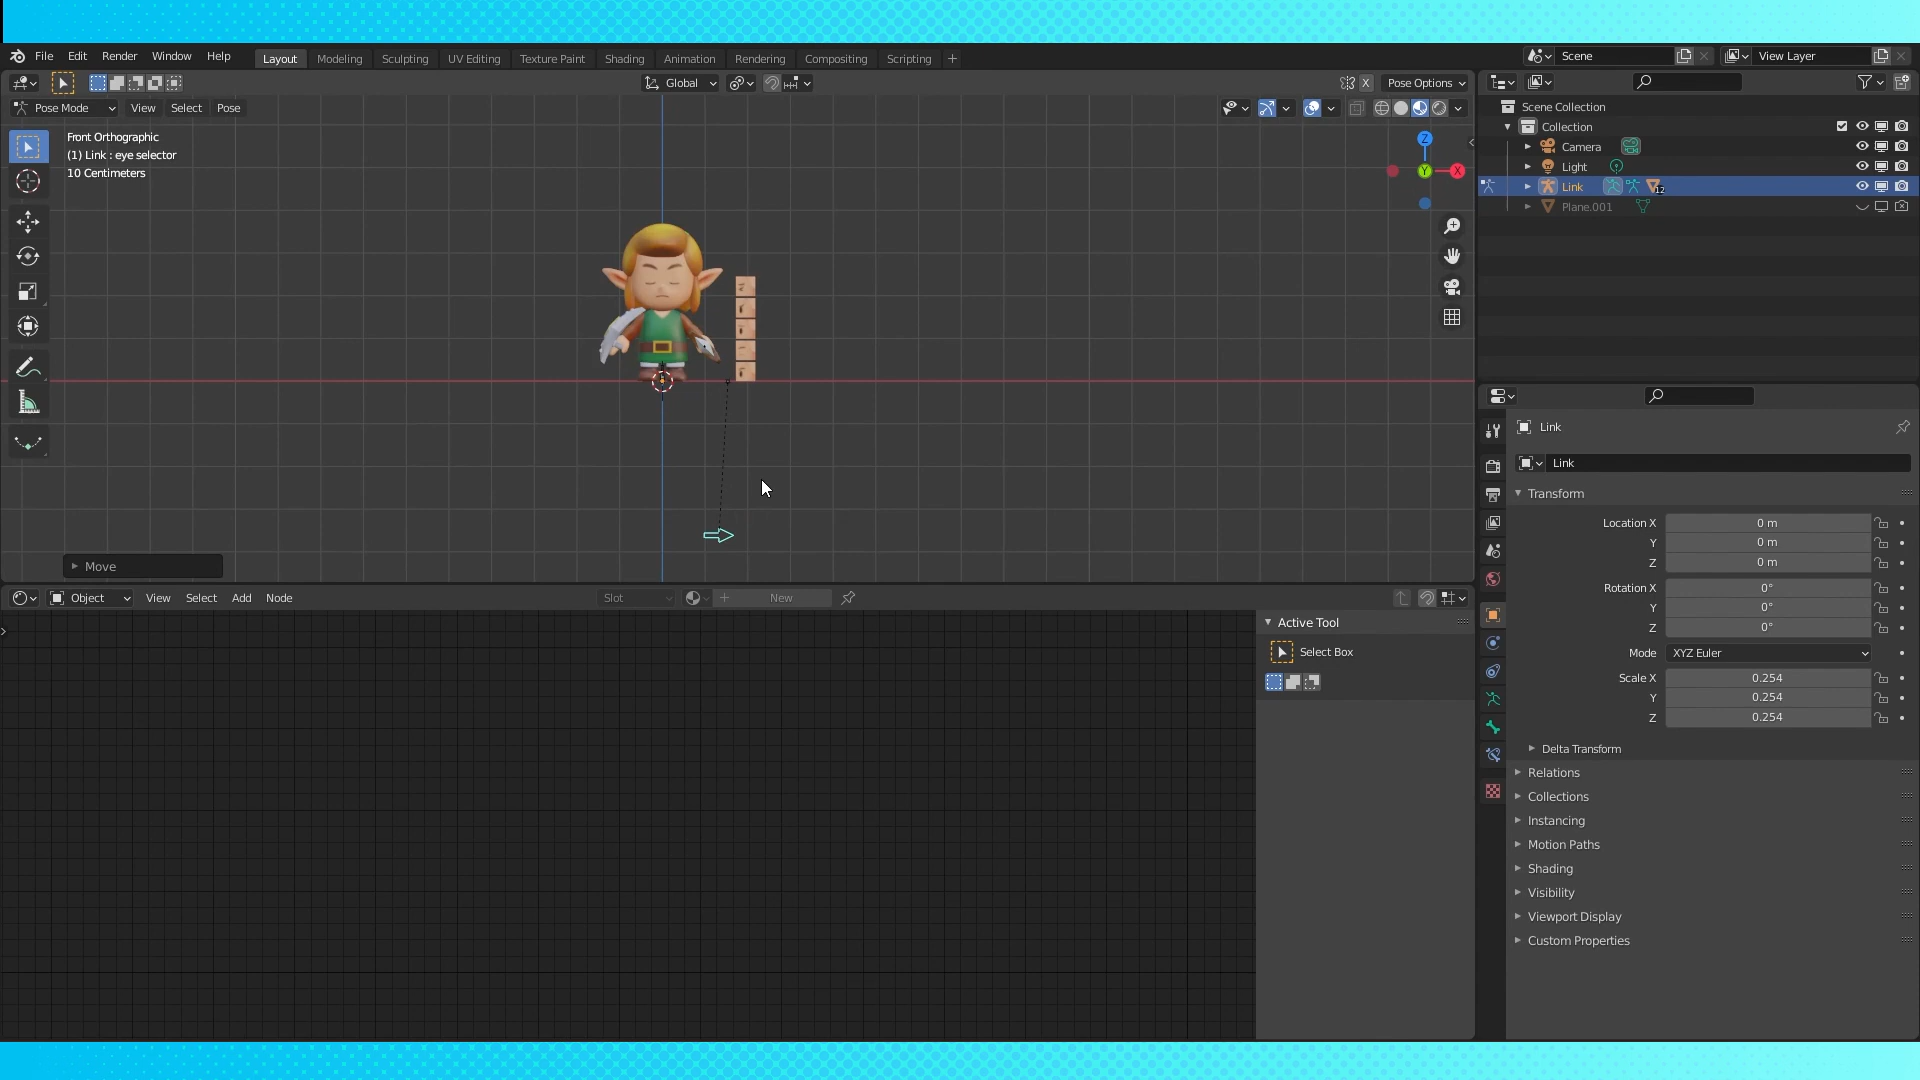 File Edit Render Window Help Layout Modeling Sculpting UV Editing Texture Paint Shading Animation Rendering Compositing Scripting + Scene View Layer
Global X Pose Options
Pose Mode View Select Pose
Front Orthographic
(1) Link : eye selector
10 Centimeters
Z
Y X
Move
Scene Collection
Collection
Camera
Light
Link 12
Plane.001
Link
Link
Transform
Location X 0 m
Y 0 m
Z 0 m
Rotation X 0°
Y 0°
Z 0°
Mode XYZ Euler
Scale X 0.254
Y 0.254
Z 0.254
Delta Transform
Relations
Collections
Instancing
Motion Paths
Shading
Visibility
Viewport Display
Custom Properties
Object View Select Add Node Slot New
Active Tool
Select Box